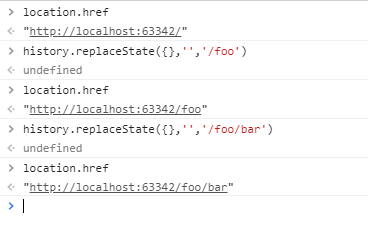 > location.href
<· "http://localhost:63342/"
> history.replaceState({},'','/foo')
<· undefined
> location.href
<· "http://localhost:63342/foo"
> history.replaceState({},'','/foo/bar')
<· undefined
> location.href
<· "http://localhost:63342/foo/bar"
>